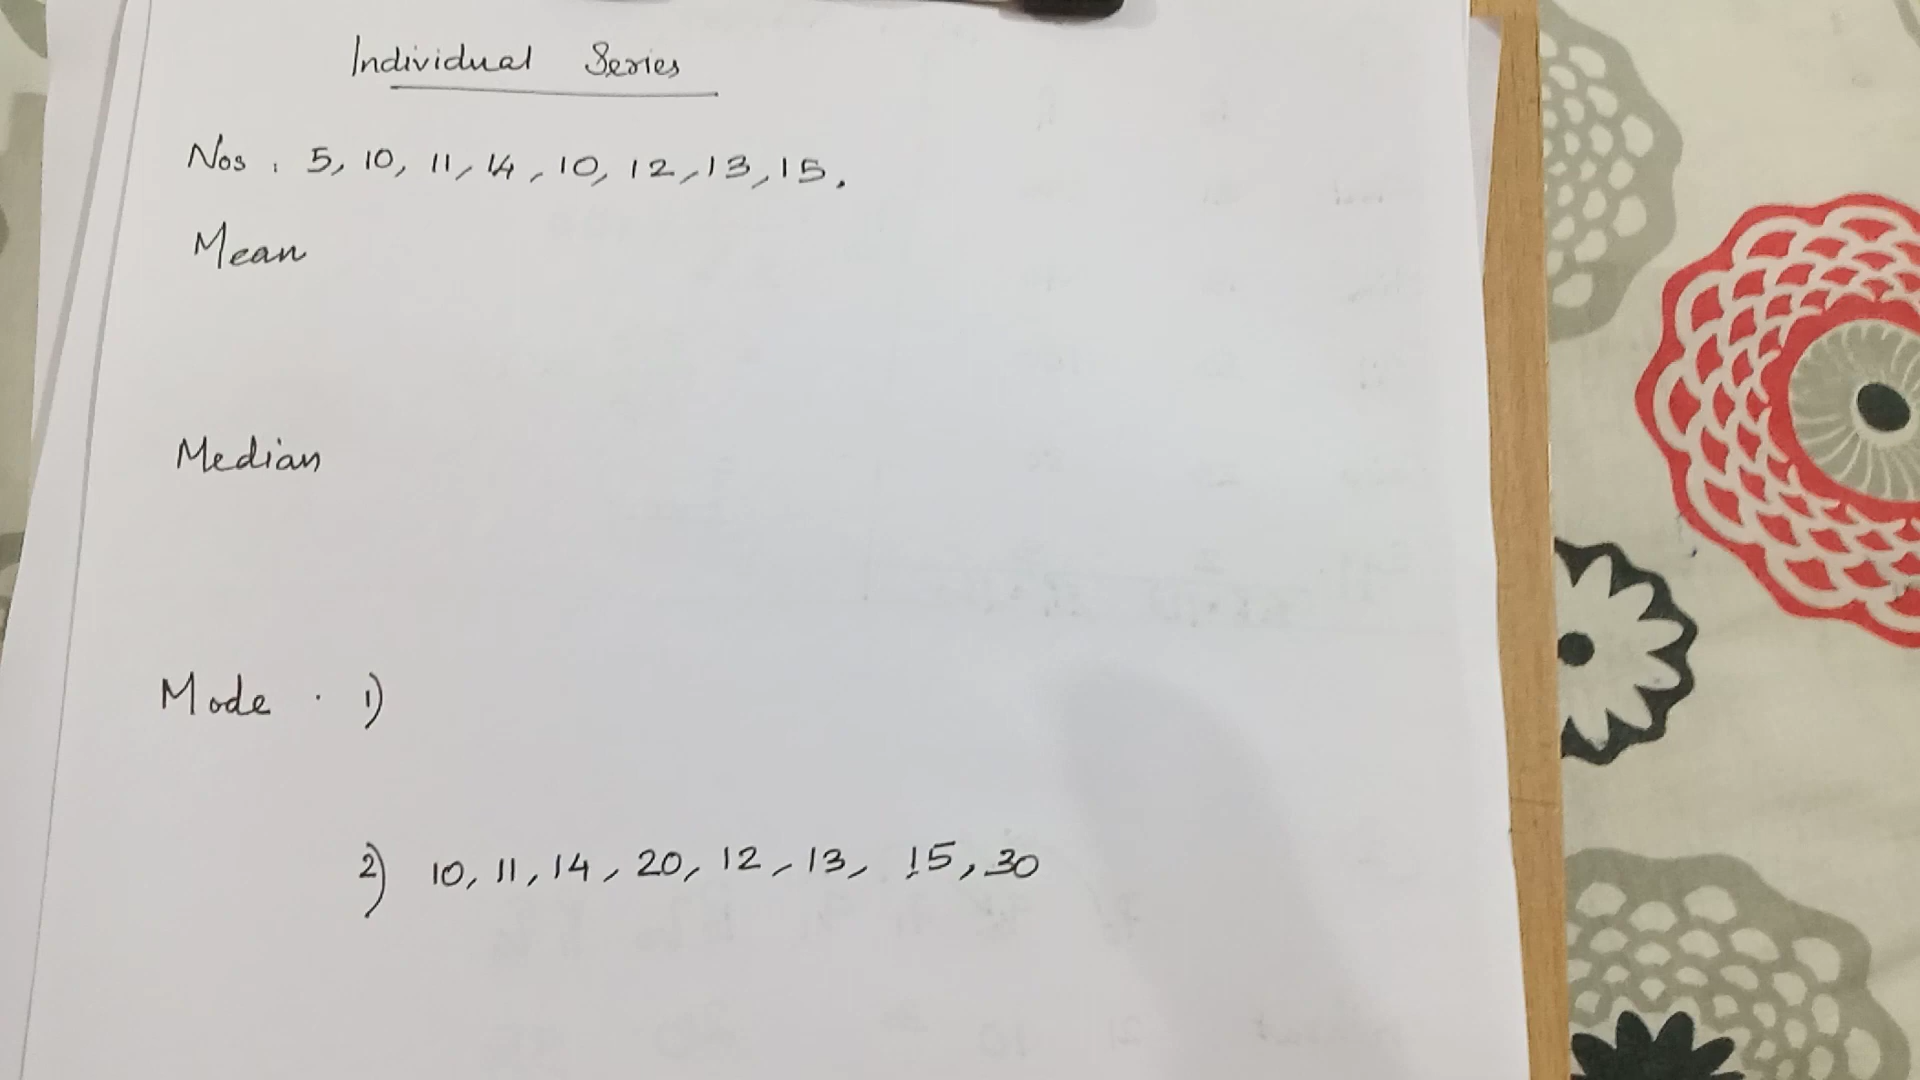 Individual Series
Nos : 5, 10, 11, 14, 10, 12, 13, 15.
Mean
Median
Mode . 1)
2) 10, 11, 14, 20, 12, 13, 15, 30